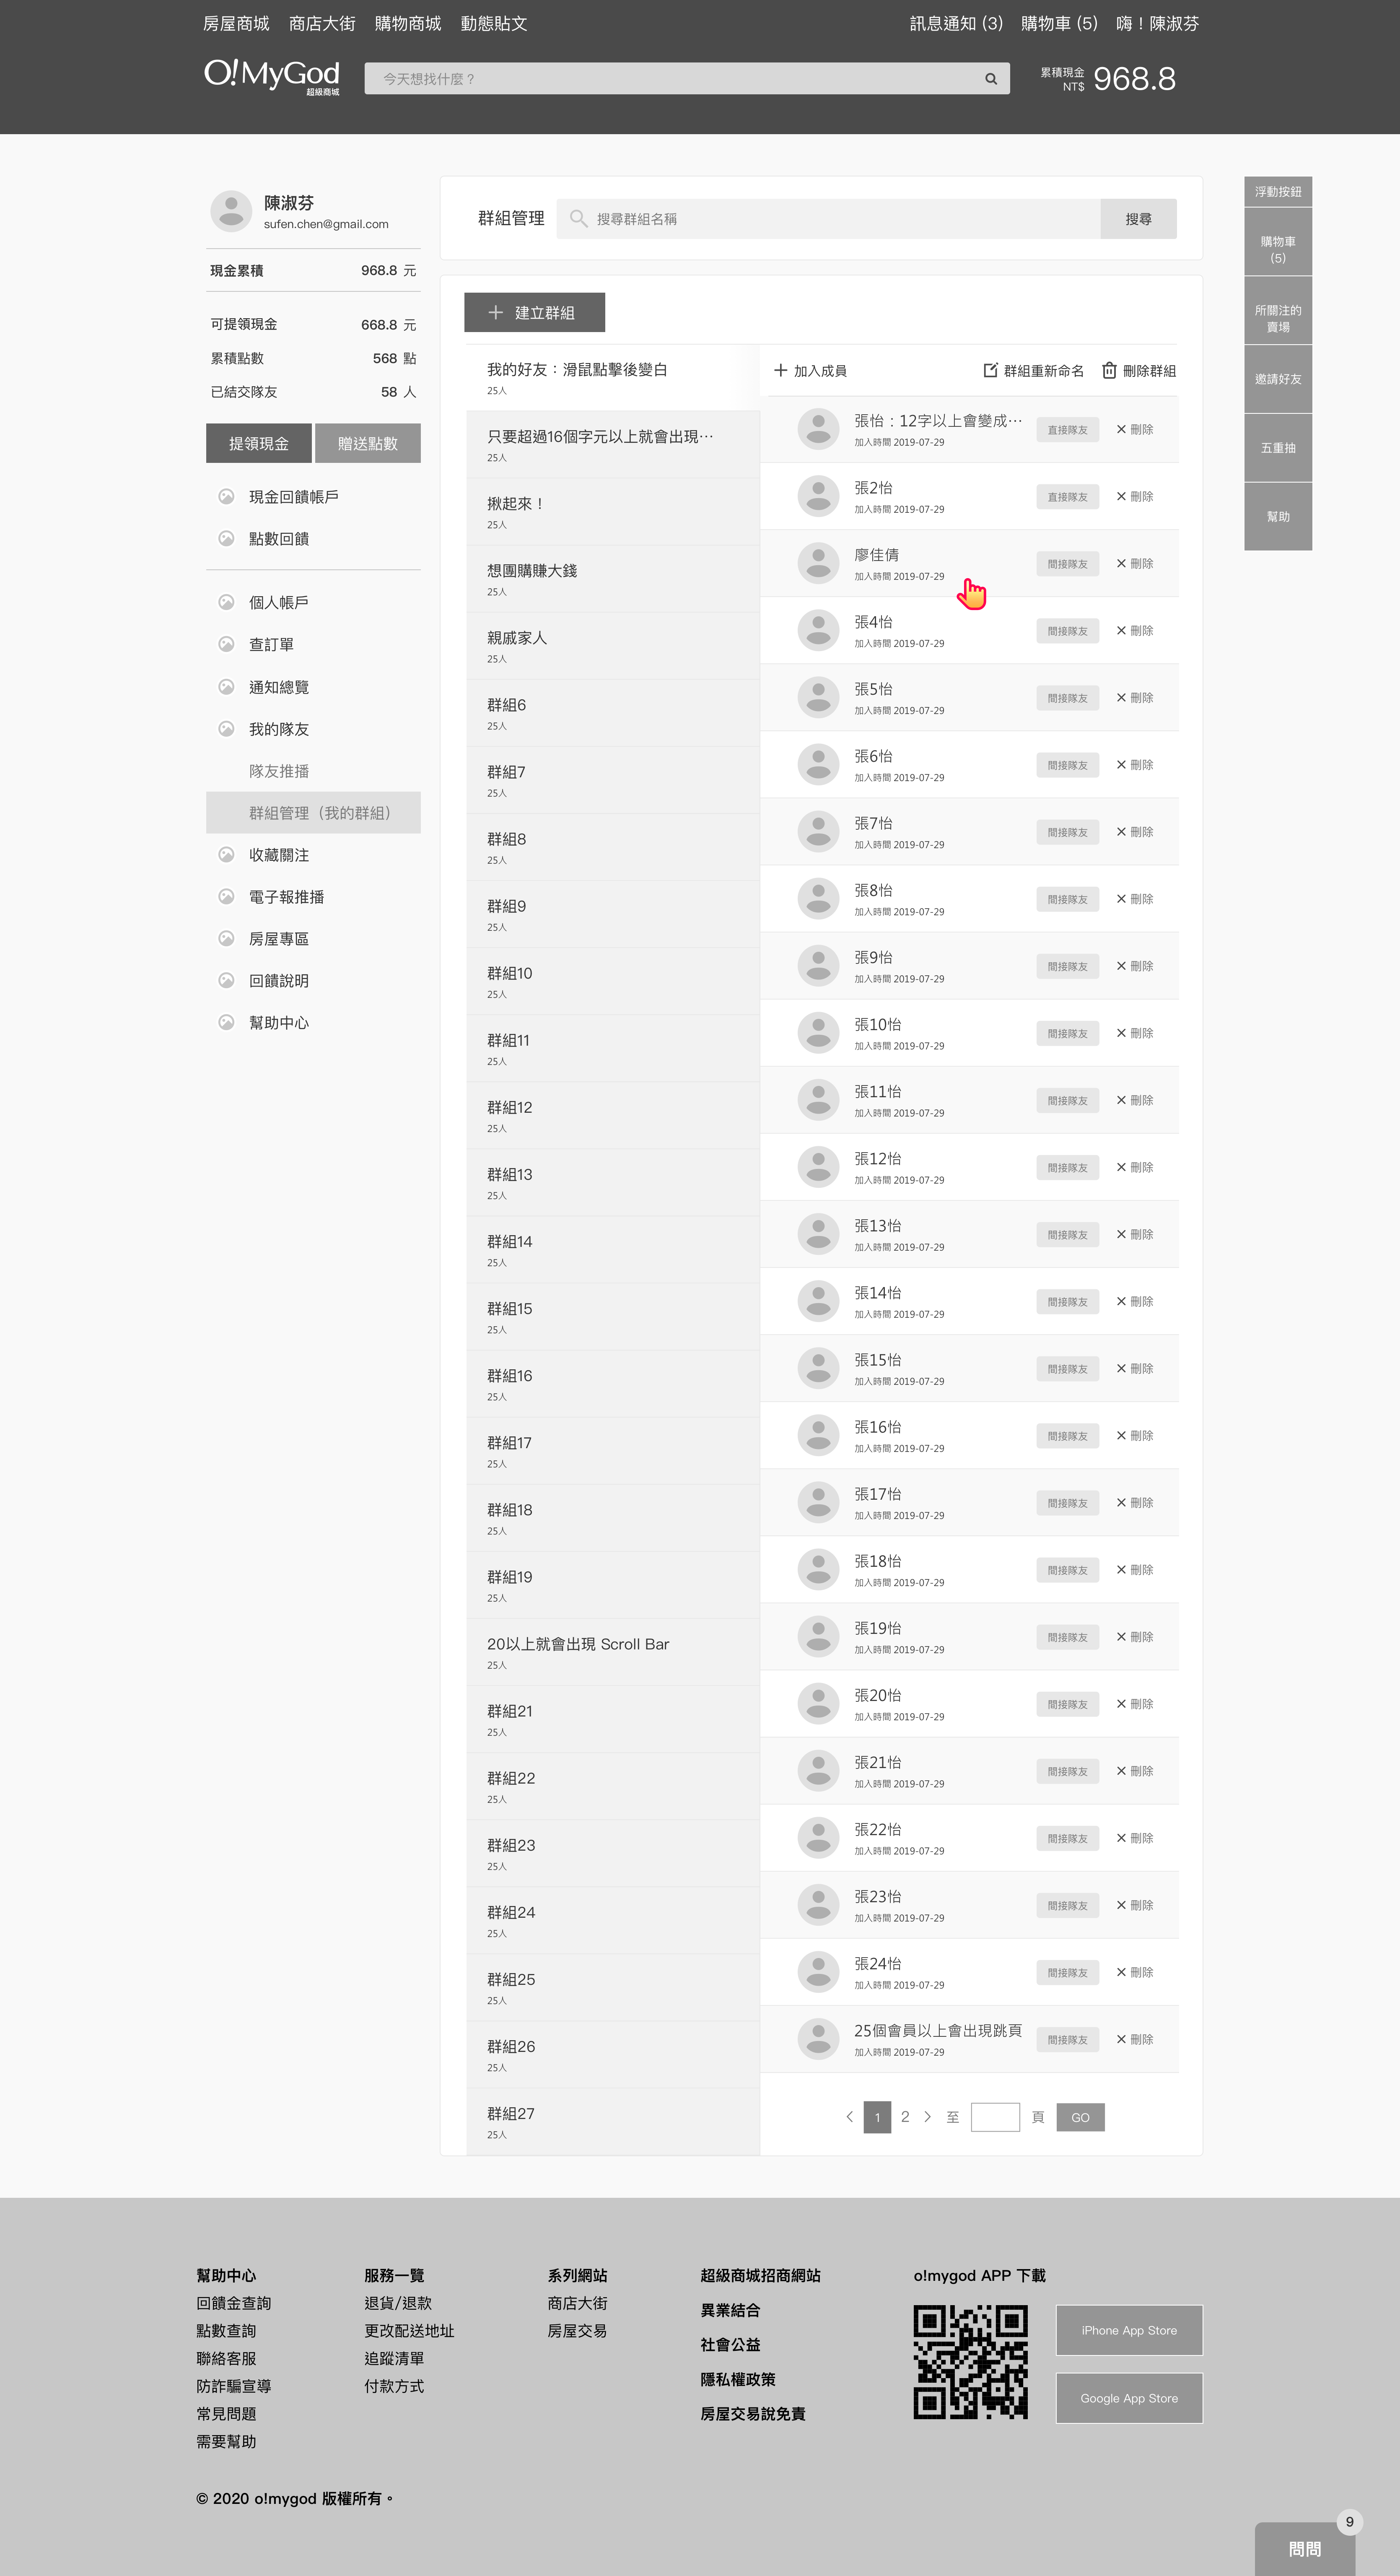 房屋商城 商店大街 購物商城 動態貼文 訊息通知 (3) 購物車 (5) 嗨！陳淑芬
O!MyGod
超級商城
今天想找什麼？
累積現金
NT$
968.8
陳淑芬
sufen.chen@gmail.com
現金累積 968.8 元
可提領現金 668.8 元
累積點數 568 點
已結交隊友 58 人
提領現金 贈送點數
現金回饋帳戶
點數回饋
個人帳戶
查訂單
通知總覽
我的隊友
隊友推播
群組管理（我的群組）
收藏關注
電子報推播
房屋專區
回饋說明
幫助中心
群組管理 搜尋群組名稱 搜尋
＋ 建立群組
我的好友：滑鼠點擊後變白
25人
只要超過16個字元以上就會出現⋯
25人
揪起來！
25人
想團購賺大錢
25人
親戚家人
25人
群組6
25人
群組7
25人
群組8
25人
群組9
25人
群組10
25人
群組11
25人
群組12
25人
群組13
25人
群組14
25人
群組15
25人
群組16
25人
群組17
25人
群組18
25人
群組19
25人
20以上就會出現 Scroll Bar
25人
群組21
25人
群組22
25人
群組23
25人
群組24
25人
群組25
25人
群組26
25人
群組27
25人
＋ 加入成員 群組重新命名 刪除群組
張怡：12字以上會變成⋯ 直接隊友 ✕ 刪除
加入時間 2019-07-29
張2怡 直接隊友 ✕ 刪除
加入時間 2019-07-29
廖佳倩 間接隊友 ✕ 刪除
加入時間 2019-07-29
張4怡 間接隊友 ✕ 刪除
加入時間 2019-07-29
張5怡 間接隊友 ✕ 刪除
加入時間 2019-07-29
張6怡 間接隊友 ✕ 刪除
加入時間 2019-07-29
張7怡 間接隊友 ✕ 刪除
加入時間 2019-07-29
張8怡 間接隊友 ✕ 刪除
加入時間 2019-07-29
張9怡 間接隊友 ✕ 刪除
加入時間 2019-07-29
張10怡 間接隊友 ✕ 刪除
加入時間 2019-07-29
張11怡 間接隊友 ✕ 刪除
加入時間 2019-07-29
張12怡 間接隊友 ✕ 刪除
加入時間 2019-07-29
張13怡 間接隊友 ✕ 刪除
加入時間 2019-07-29
張14怡 間接隊友 ✕ 刪除
加入時間 2019-07-29
張15怡 間接隊友 ✕ 刪除
加入時間 2019-07-29
張16怡 間接隊友 ✕ 刪除
加入時間 2019-07-29
張17怡 間接隊友 ✕ 刪除
加入時間 2019-07-29
張18怡 間接隊友 ✕ 刪除
加入時間 2019-07-29
張19怡 間接隊友 ✕ 刪除
加入時間 2019-07-29
張20怡 間接隊友 ✕ 刪除
加入時間 2019-07-29
張21怡 間接隊友 ✕ 刪除
加入時間 2019-07-29
張22怡 間接隊友 ✕ 刪除
加入時間 2019-07-29
張23怡 間接隊友 ✕ 刪除
加入時間 2019-07-29
張24怡 間接隊友 ✕ 刪除
加入時間 2019-07-29
25個會員以上會出現跳頁 間接隊友 ✕ 刪除
加入時間 2019-07-29
1 2 至 頁 GO
浮動按鈕
購物車
(5)
所關注的
賣場
邀請好友
五重抽
幫助
幫助中心
回饋金查詢
點數查詢
聯絡客服
防詐騙宣導
常見問題
需要幫助
服務一覽
退貨/退款
更改配送地址
追蹤清單
付款方式
系列網站
商店大街
房屋交易
超級商城招商網站
異業結合
社會公益
隱私權政策
房屋交易說免責
o!mygod APP 下載
iPhone App Store
Google App Store
© 2020 o!mygod 版權所有。
9
問問